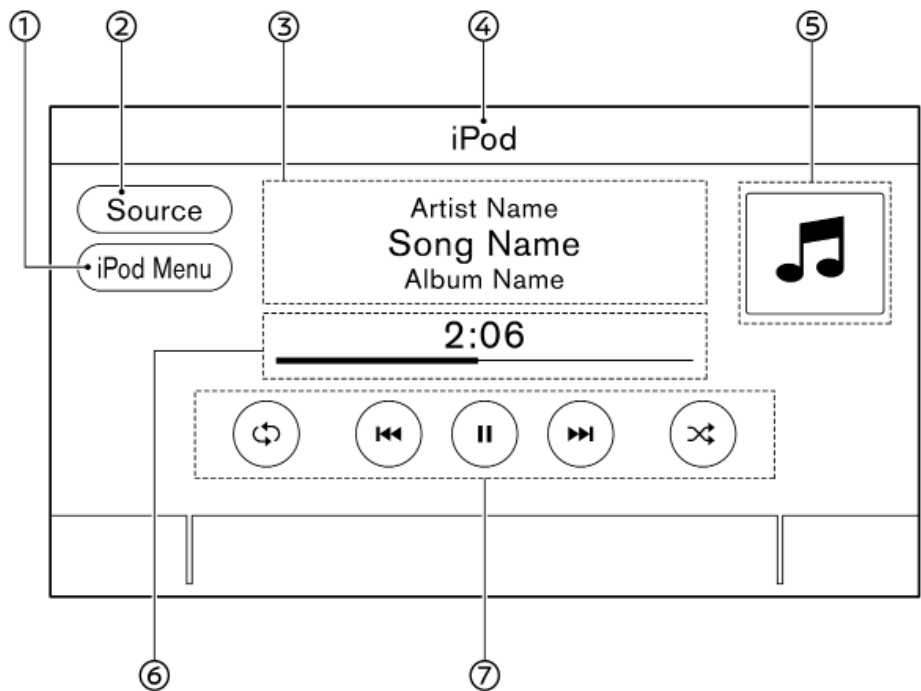 ① ② ③ ④ ⑤
iPod
Source
iPod Menu
Artist Name
Song Name
Album Name
2:06
⑥ ⑦